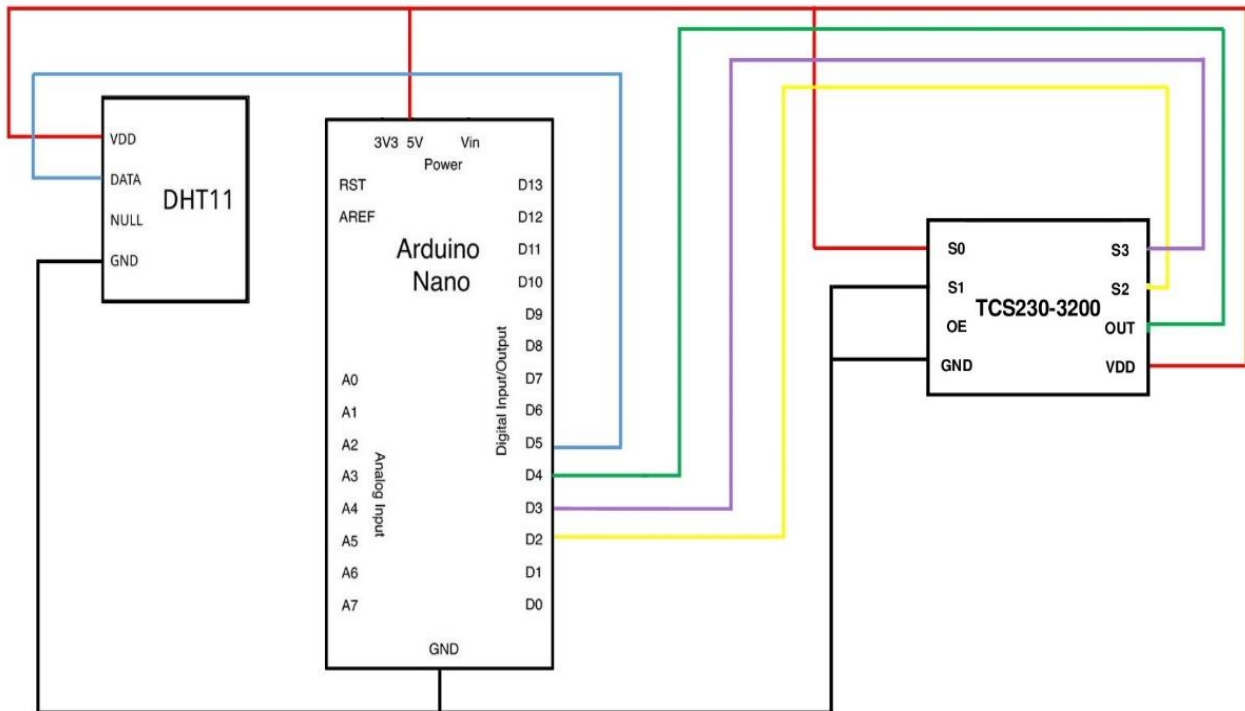 VDD
DATA
DHT11
NULL
GND
3V3 5V Vin
Power
RST
AREF
Arduino
Nano
A0
A1
A2
A3
A4
A5
A6
A7
Analog Input
D13
D12
D11
D10
D9
D8
D7
D6
D5
D4
D3
D2
D1
D0
Digital Input/Output
GND
S0
S1
OE
GND
TCS230-3200
S3
S2
OUT
VDD